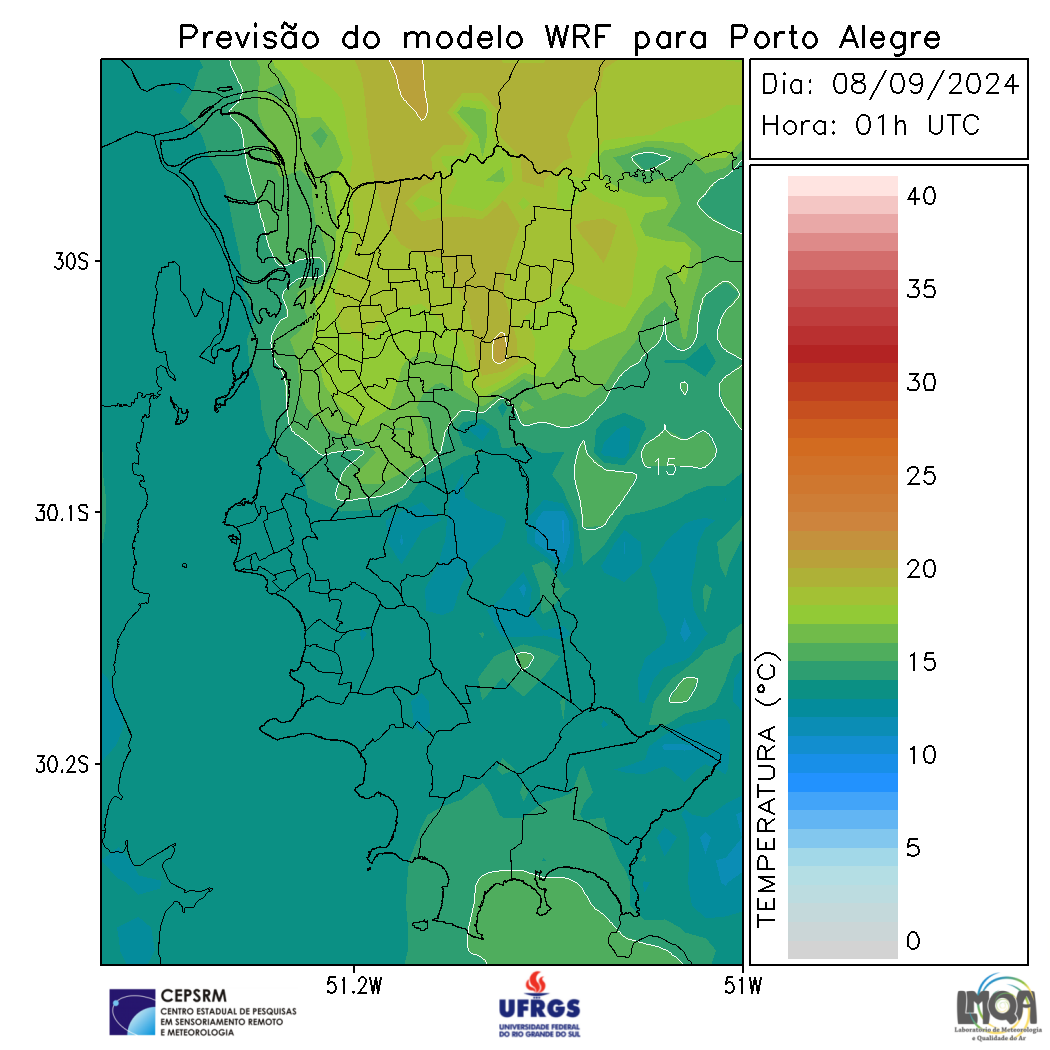 Previsão do modelo WRF para Porto Alegre
Dia: 08/09/2024
Hora: 01h UTC
30S
30.1S
30.2S
51.2W
51W
15
TEMPERATURA (°C)
40
35
30
25
20
15
10
5
0
CEPSRM
CENTRO ESTADUAL DE PESQUISAS
EM SENSORIAMENTO REMOTO
E METEOROLOGIA
UFRGS
UNIVERSIDADE FEDERAL
DO RIO GRANDE DO SUL
LMQA
Laboratório de Meteorologia
e Qualidade do Ar